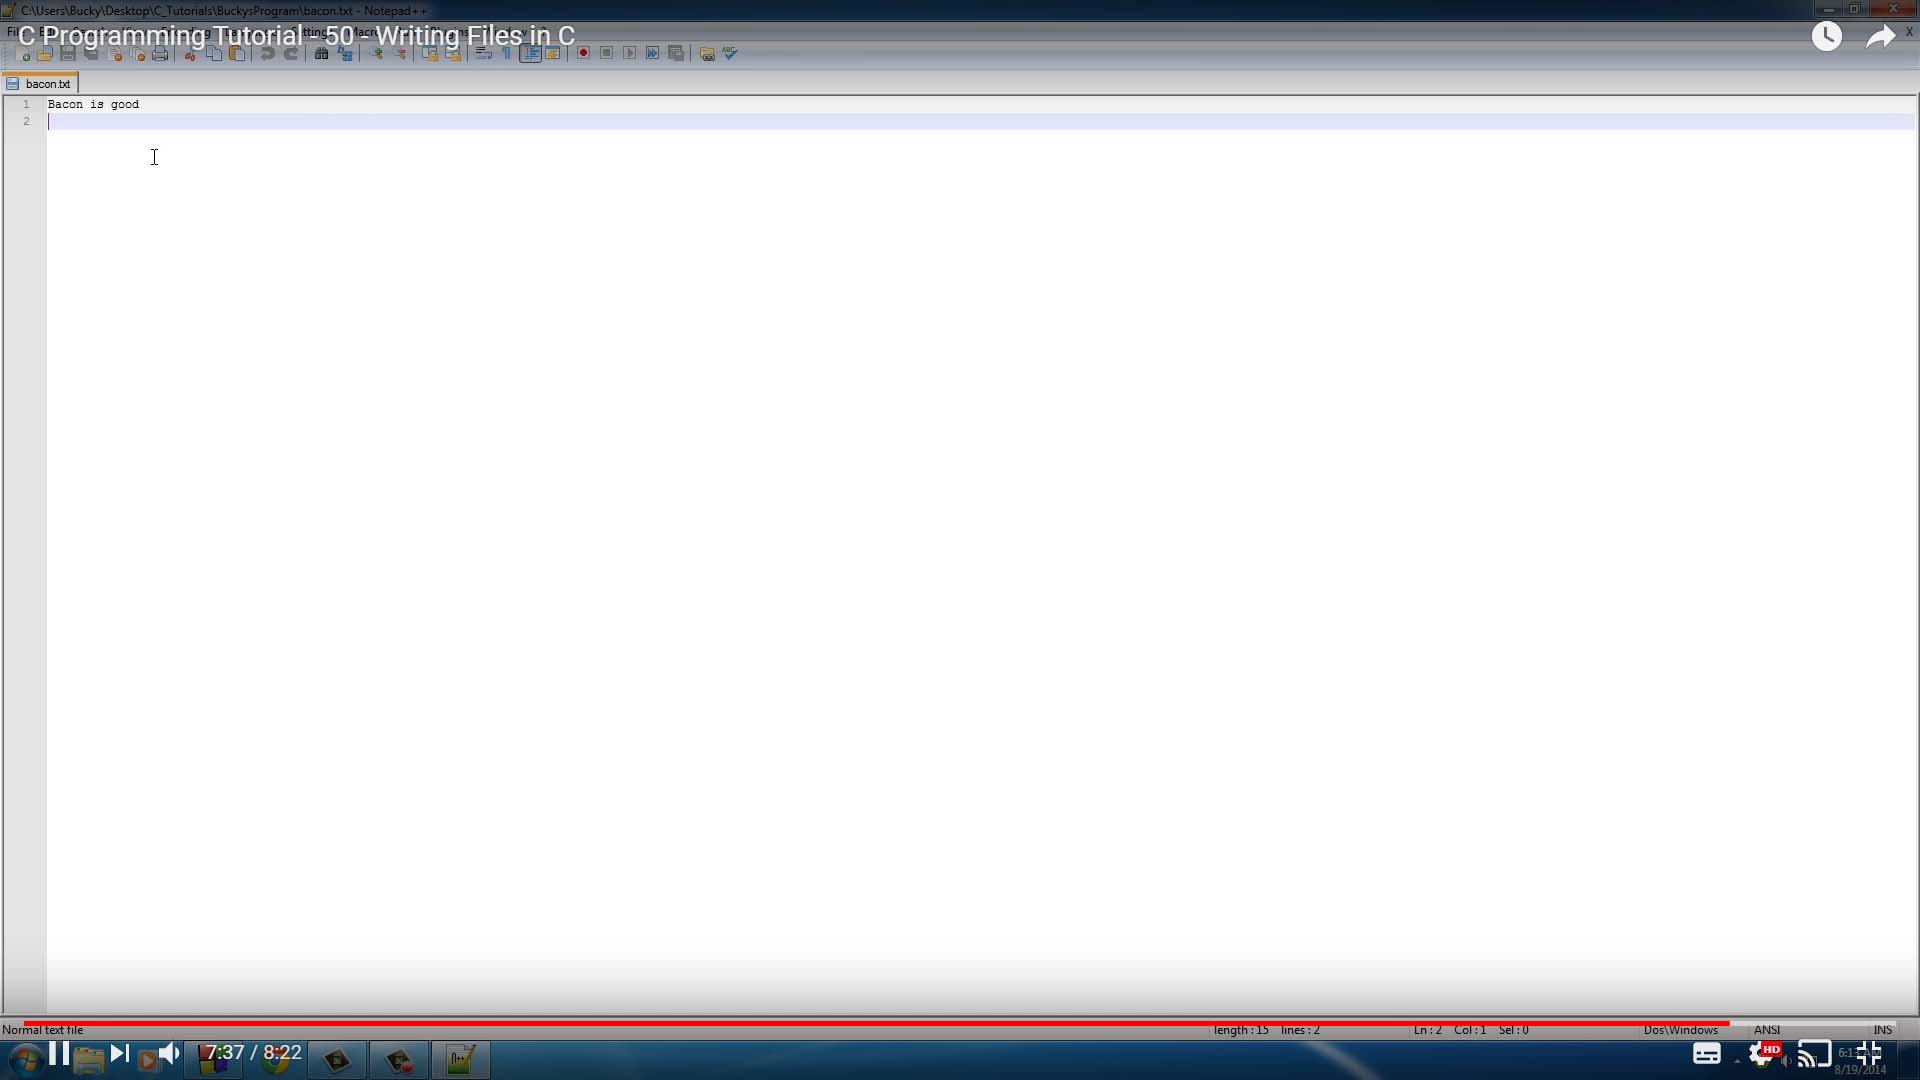 C:\Users\Bucky\Desktop\C_Tutorials\BuckysProgram\bacon.txt - Notepad++
C Programming Tutorial - 50 - Writing Files in C
X
bacon.txt
1 Bacon is good
2
Normal text file
length : 15 lines : 2
Ln : 2 Col : 1 Sel : 0
Dos\Windows
ANSI
INS
7:37 / 8:22
HD
8/19/2014